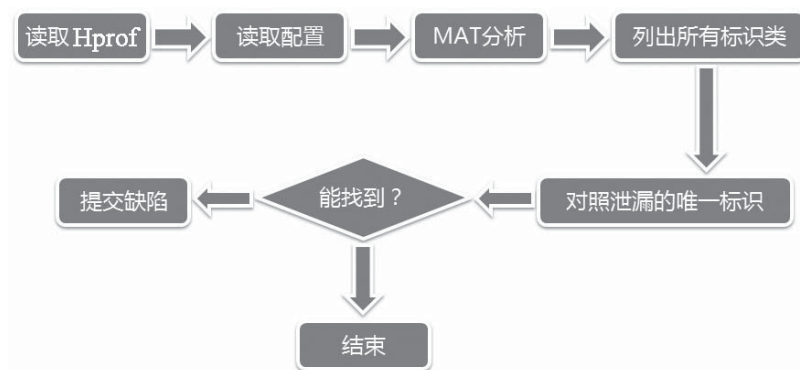 读取Hprof
读取配置
MAT分析
列出所有标识类
对照泄漏的唯一标识
能找到？
提交缺陷
结束